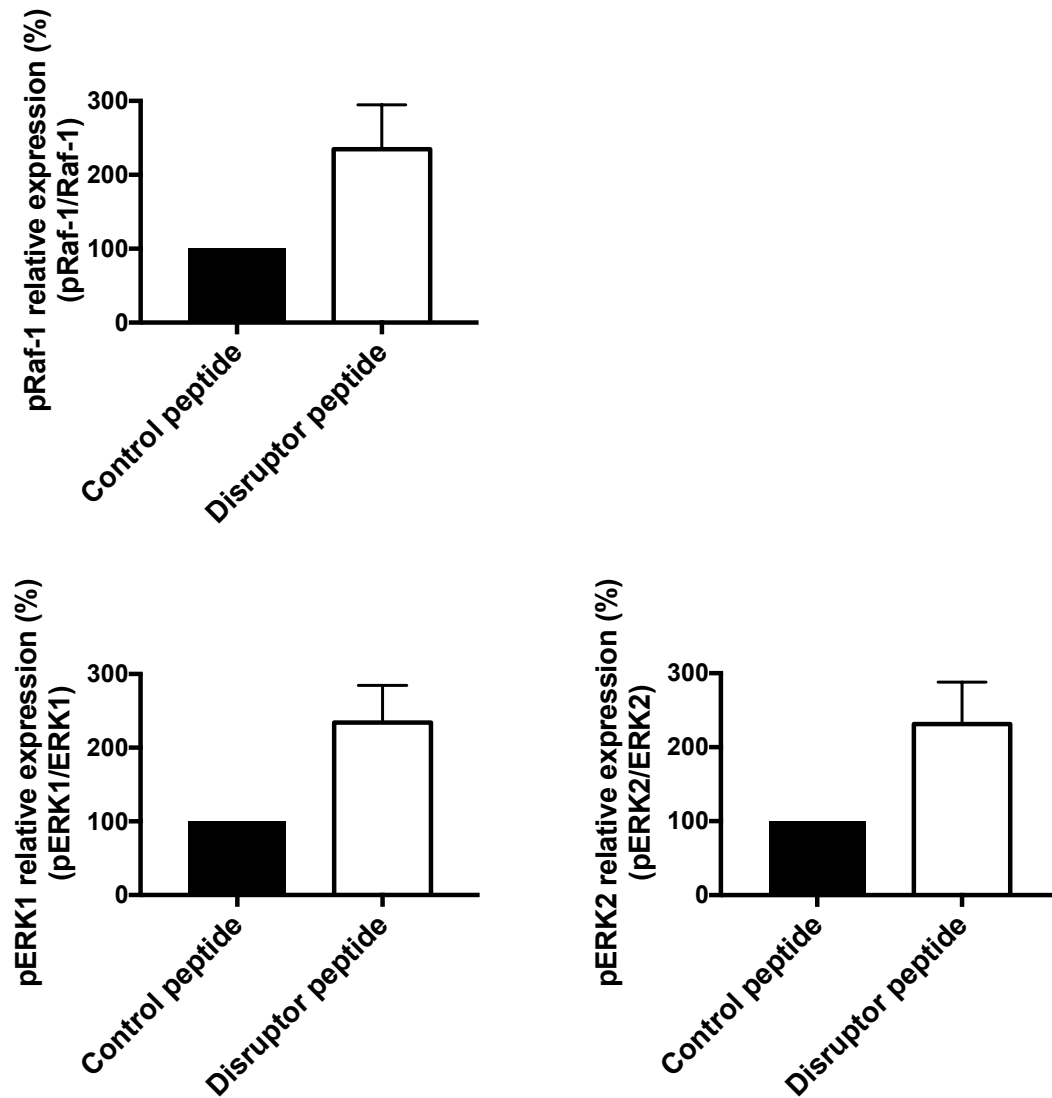 pRaf-1 relative expression (%)
(pRaf-1/Raf-1)
300
200
100
0
Control peptide
Disruptor peptide
pERK1 relative expression (%)
(pERK1/ERK1)
300
200
100
0
Control peptide
Disruptor peptide
pERK2 relative expression (%)
(pERK2/ERK2)
300
200
100
0
Control peptide
Disruptor peptide